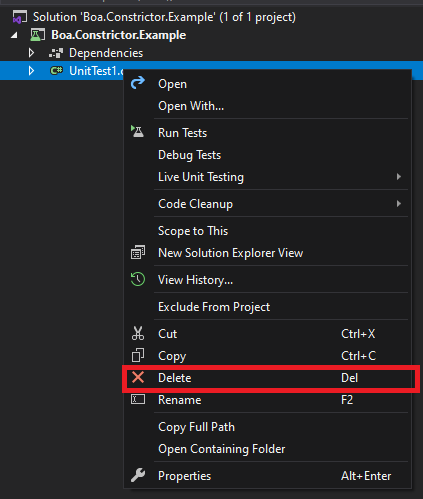 Solution 'Boa.Constrictor.Example' (1 of 1 project)
Boa.Constrictor.Example
Dependencies
C# UnitTest1.c
Open
Open With...
Run Tests
Debug Tests
Live Unit Testing
Code Cleanup
Scope to This
New Solution Explorer View
View History...
Exclude From Project
Cut Ctrl+X
Copy Ctrl+C
Delete Del
Rename F2
Copy Full Path
Open Containing Folder
Properties Alt+Enter